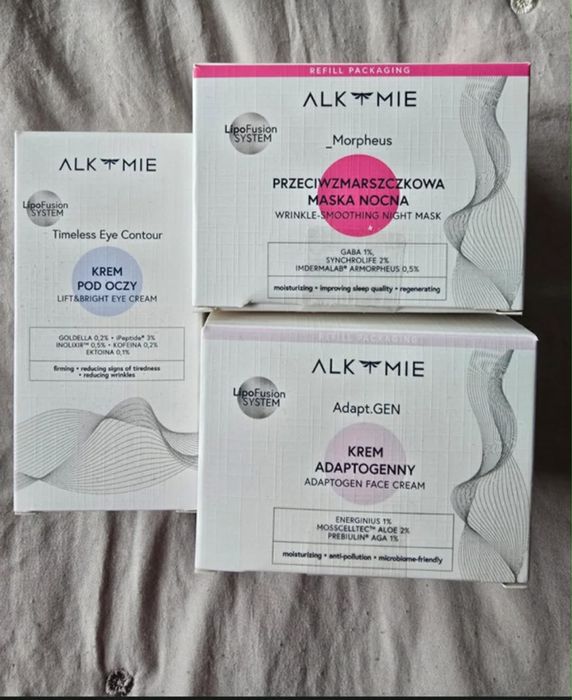 REFILL PACKAGING
ALKMIE
LipoFusion
SYSTEM
_Morpheus
PRZECIWZMARSZCZKOWA
MASKA NOCNA
WRINKLE-SMOOTHING NIGHT MASK
GABA 1%,
SYNCHROLIFE 2%
IMDERMALAB® ARMORPHEUS 0,5%
moisturizing • improving sleep quality • regenerating
ALKMIE
LipoFusion
SYSTEM
Timeless Eye Contour
KREM
POD OCZY
LIFT&BRIGHT EYE CREAM
GOLDELLA 0,2% • iPeptide® 3%
INOLIXIR™ 0,5% • KOFEINA 0,2%
EKTOINA 0,1%
firming • reducing signs of tiredness
• reducing wrinkles
REFILL PACKAGING
ALKMIE
LipoFusion
SYSTEM
Adapt.GEN
KREM
ADAPTOGENNY
ADAPTOGEN FACE CREAM
ENERGINIUS 1%
MOSSCELLTEC™ ALOE 2%
PREBIULIN® AGA 1%
moisturizing • anti-pollution • microbiome-friendly